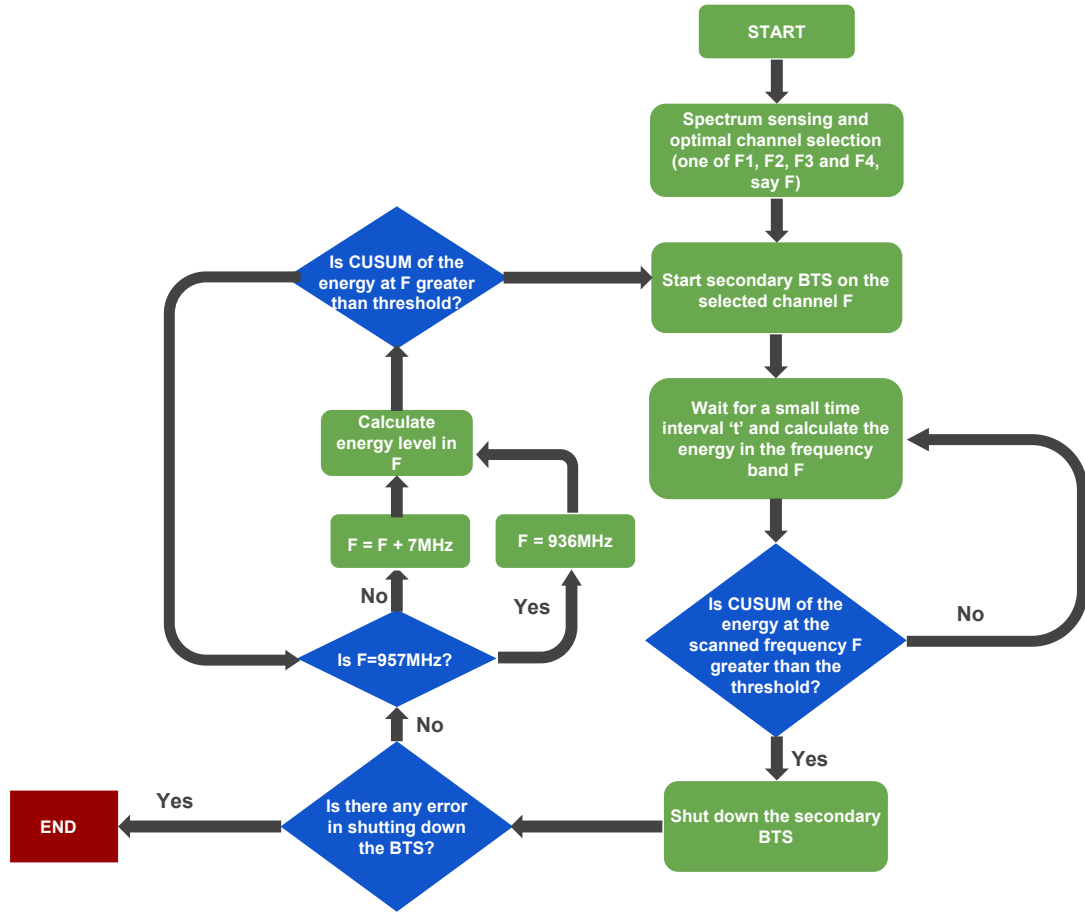 START
Spectrum sensing and
optimal channel selection
(one of F1, F2, F3 and F4,
say F)
Is CUSUM of the
energy at F greater
than threshold?
Start secondary BTS on the
selected channel F
Wait for a small time
interval ‘t’ and calculate the
energy in the frequency
band F
Calculate
energy level in
F
F = F + 7MHz
F = 936MHz
No
Yes
Is CUSUM of the
energy at the
scanned frequency F
greater than the
threshold?
No
Is F=957MHz?
No
Yes
Shut down the secondary
BTS
Is there any error
in shutting down
the BTS?
Yes
END